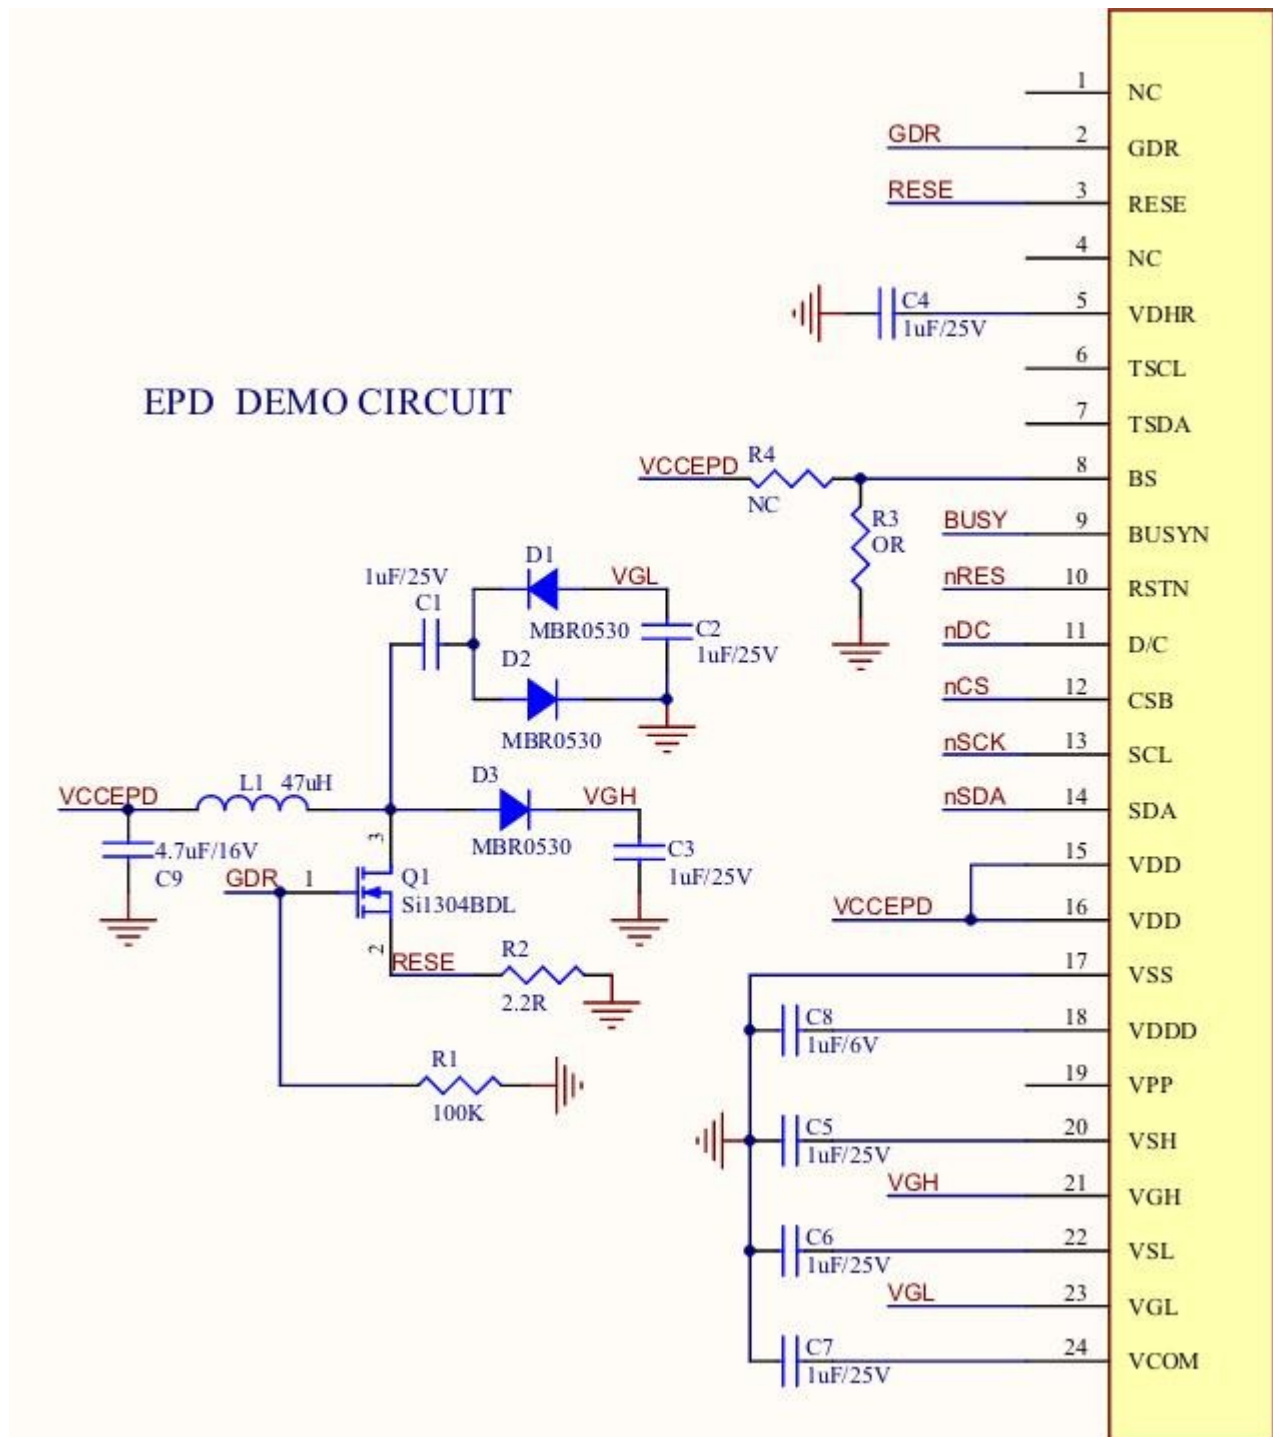 1 NC
GDR 2 GDR
RESE 3 RESE
4 NC
C4 5 VDHR
1uF/25V
6 TSCL
EPD DEMO CIRCUIT
7 TSDA
VCCEPD R4 8 BS
NC
R3
OR
BUSY 9 BUSYN
D1
1uF/25V VGL nRES 10 RSTN
C1
MBR0530 C2
1uF/25V
nDC 11 D/C
D2
nCS 12 CSB
MBR0530
nSCK 13 SCL
L1 47uH D3
VCCEPD VGH nSDA 14 SDA
3
4.7uF/16V
C9
MBR0530 C3
1uF/25V
15 VDD
GDR 1 Q1
Si1304BDL
VCCEPD 16 VDD
2
RESE R2
2.2R
17 VSS
C8 18 VDDD
1uF/6V
R1
100K
19 VPP
C5 20 VSH
1uF/25V
VGH 21 VGH
C6 22 VSL
1uF/25V
VGL 23 VGL
C7 24 VCOM
1uF/25V